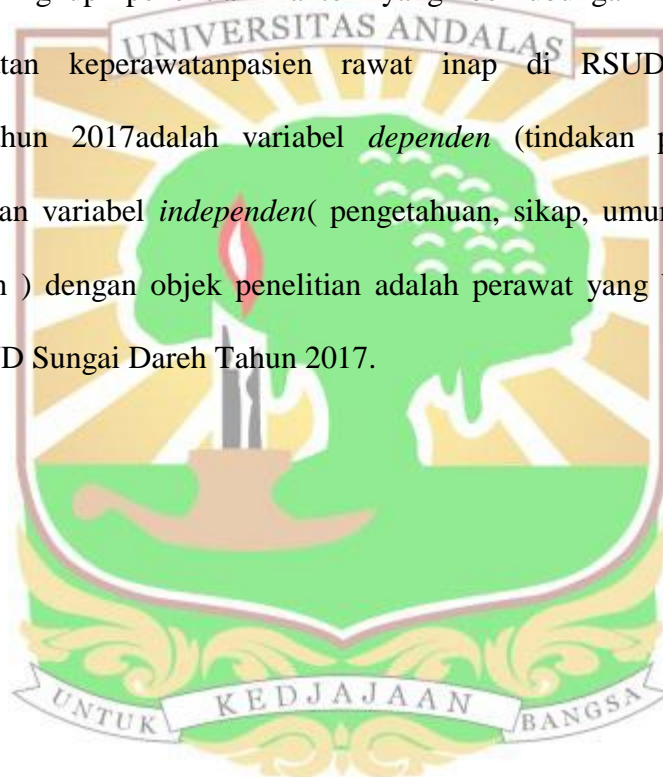 UNIVERSITAS ANDALAS
tan keperawatanpasien rawat inap di RSUD
hun 2017adalah variabel dependen (tindakan p
an variabel independen( pengetahuan, sikap, umur
) dengan objek penelitian adalah perawat yang
D Sungai Dareh Tahun 2017.
UNTUK KEDJAJAAN BANGSA